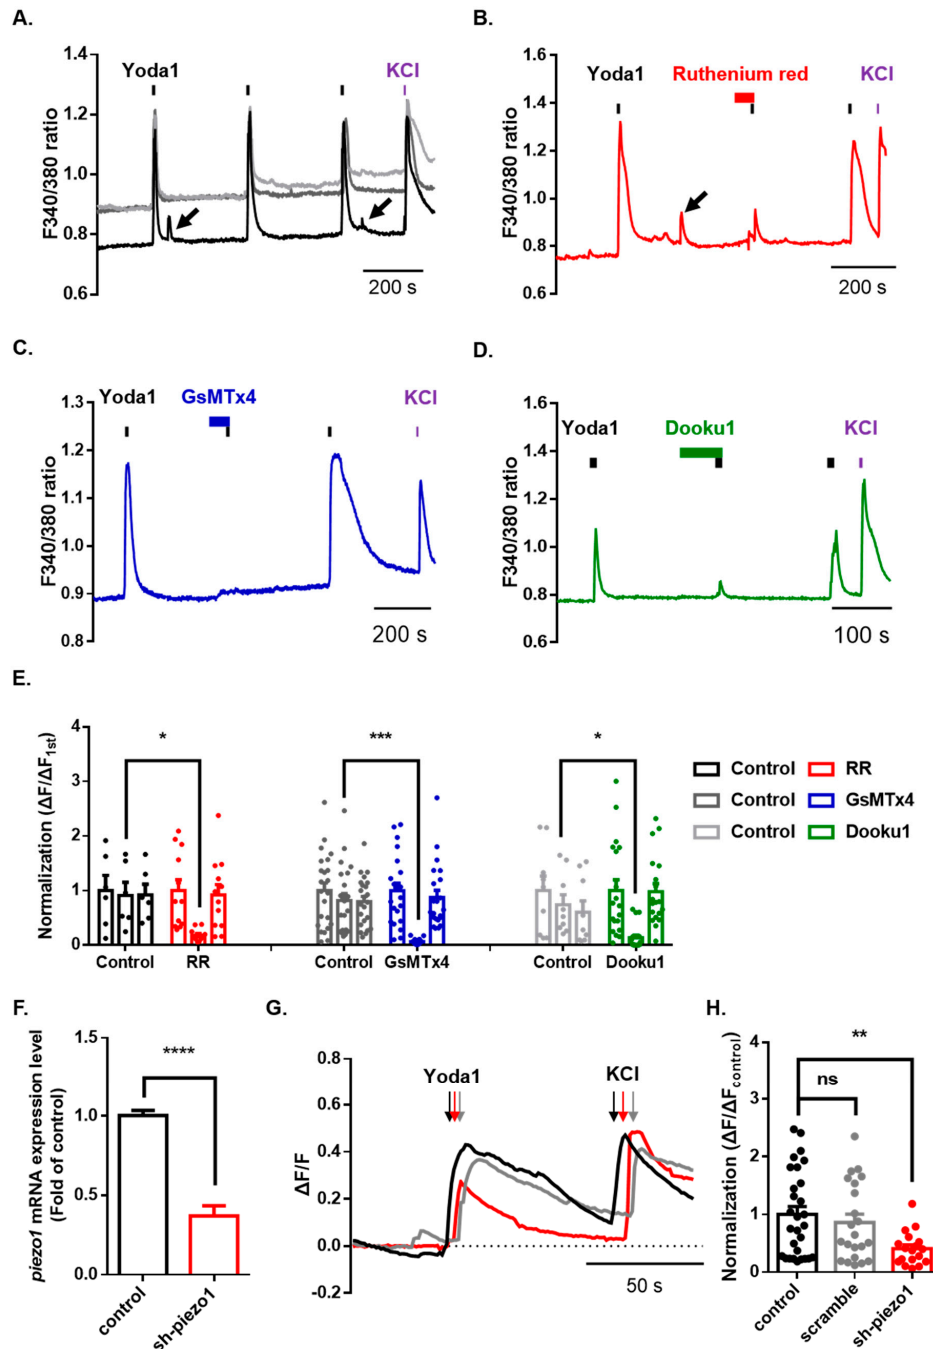 A.
Yoda1
KCl
F340/380 ratio
1.4
1.2
1.0
0.8
0.6
200 s
B.
Yoda1
Ruthenium red
KCl
F340/380 ratio
1.6
1.4
1.2
1.0
0.8
0.6
200 s
C.
Yoda1
GsMTx4
KCl
F340/380 ratio
1.3
1.2
1.1
1.0
0.9
0.8
200 s
D.
Yoda1
Dooku1
KCl
F340/380 ratio
1.6
1.4
1.2
1.0
0.8
0.6
100 s
E.
Normalization (ΔF/ΔF1st)
4
3
2
1
0
*
***
*
Control
RR
Control
GsMTx4
Control
Dooku1
Control
RR
Control
GsMTx4
Control
Dooku1
F.
piezo1 mRNA expression level
(Fold of control)
1.5
1.0
0.5
0.0
****
control
sh-piezo1
G.
ΔF/F
0.8
0.6
0.4
0.2
0.0
-0.2
Yoda1
KCl
50 s
H.
Normalization (ΔF/ΔFcontrol)
4
3
2
1
0
**
ns
control
scramble
sh-piezo1